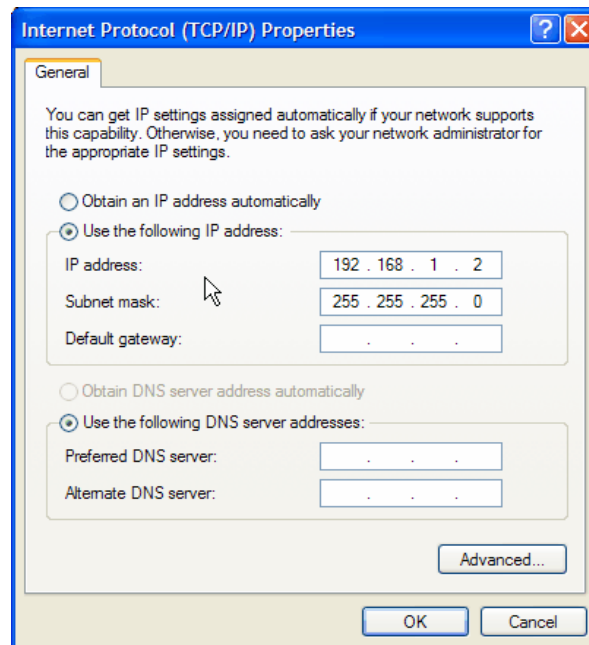 Internet Protocol (TCP/IP) Properties
General
You can get IP settings assigned automatically if your network supports
this capability. Otherwise, you need to ask your network administrator for
the appropriate IP settings.
Obtain an IP address automatically
Use the following IP address:
IP address: 192 . 168 . 1 . 2
Subnet mask: 255 . 255 . 255 . 0
Default gateway: . . .
Obtain DNS server address automatically
Use the following DNS server addresses:
Preferred DNS server: . . .
Alternate DNS server: . . .
Advanced...
OK Cancel